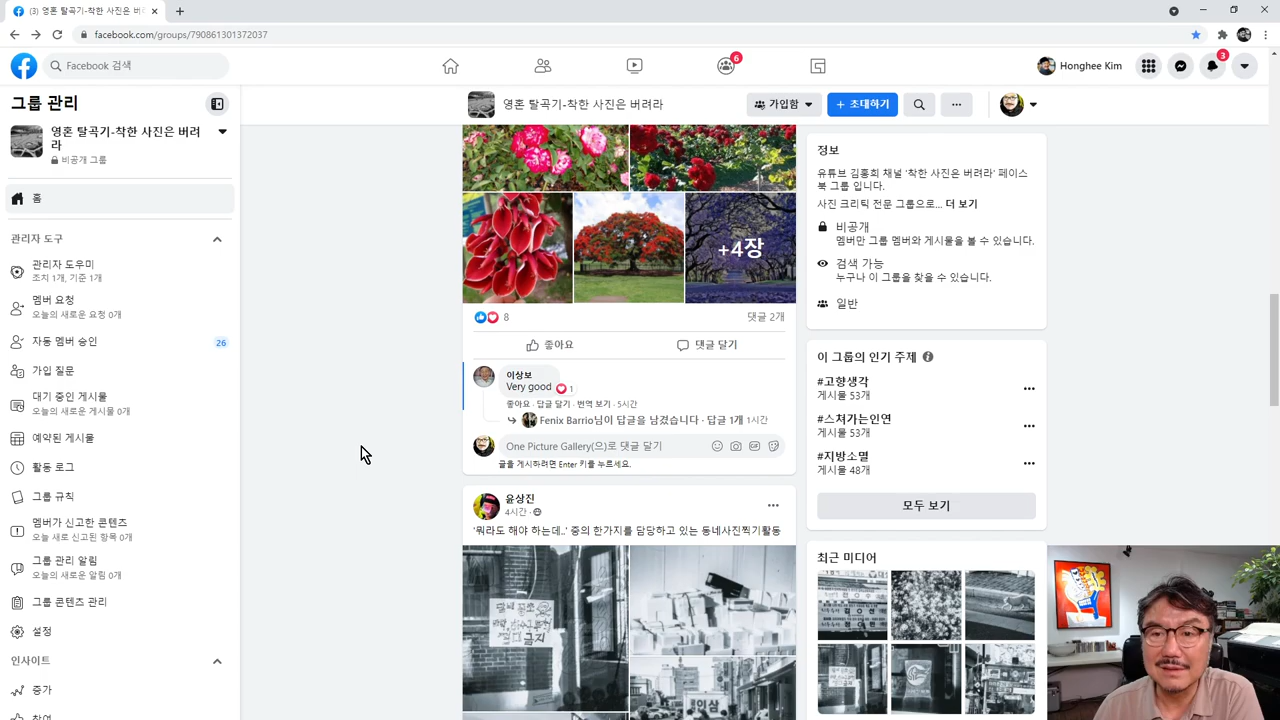 (3) 영혼 탈곡기-착한 사진은 버려
facebook.com/groups/790861301372037
Facebook 검색
6
Honghee Kim
3
그룹 관리
영혼 탈곡기-착한 사진은 버려
라
비공개 그룹
홈
관리자 도구
관리자 도우미
조치 1개, 기준 1개
멤버 요청
오늘의 새로운 요청 0개
자동 멤버 승인
26
가입 질문
대기 중인 게시물
오늘의 새로운 게시물 0개
예약된 게시물
활동 로그
그룹 규칙
멤버가 신고한 콘텐츠
오늘 새로 신고된 항목 0개
그룹 관리 알림
오늘의 새로운 알림 0개
그룹 콘텐츠 관리
설정
인사이트
증가
참여
영혼 탈곡기-착한 사진은 버려라
가입함
+ 초대하기
+4장
8
댓글 2개
좋아요
댓글 달기
이상보
Very good
1
좋아요 · 답글 달기 · 번역 보기 · 5시간
Fenix Barrio님이 답글을 남겼습니다 · 답글 1개 1시간
One Picture Gallery(으)로 댓글 달기
글을 게시하려면 Enter 키를 누르세요.
윤상진
4시간 ·
'뭐라도 해야 하는데..' 중의 한가지를 담당하고 있는 동네사진찍기활동
인삼
정보
유튜브 김홍희 채널 '착한 사진은 버려라' 페이스
북 그룹 입니다.
사진 크리틱 전문 그룹으로... 더 보기
비공개
멤버만 그룹 멤버와 게시물을 볼 수 있습니다.
검색 가능
누구나 이 그룹을 찾을 수 있습니다.
일반
이 그룹의 인기 주제
#고향생각
게시물 53개
#스쳐가는인연
게시물 53개
#지방소멸
게시물 48개
모두 보기
최근 미디어